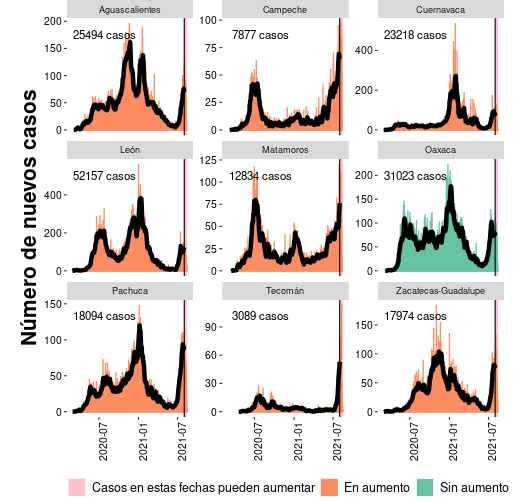 Número de nuevos casos
Aguascalientes
Campeche
Cuernavaca
200
150
100
50
0
25494 casos
100
75
50
25
0
7877 casos
400
200
0
23218 casos
León
Matamoros
Oaxaca
400
200
0
52157 casos
125
100
75
50
25
0
12834 casos
200
150
100
50
0
31023 casos
Pachuca
Tecomán
Zacatecas-Guadalupe
150
100
50
0
18094 casos
90
60
30
0
3089 casos
150
100
50
0
17974 casos
2020-07
2021-01
2021-07
2020-07
2021-01
2021-07
2020-07
2021-01
2021-07
Casos en estas fechas pueden aumentar
En aumento
Sin aumento